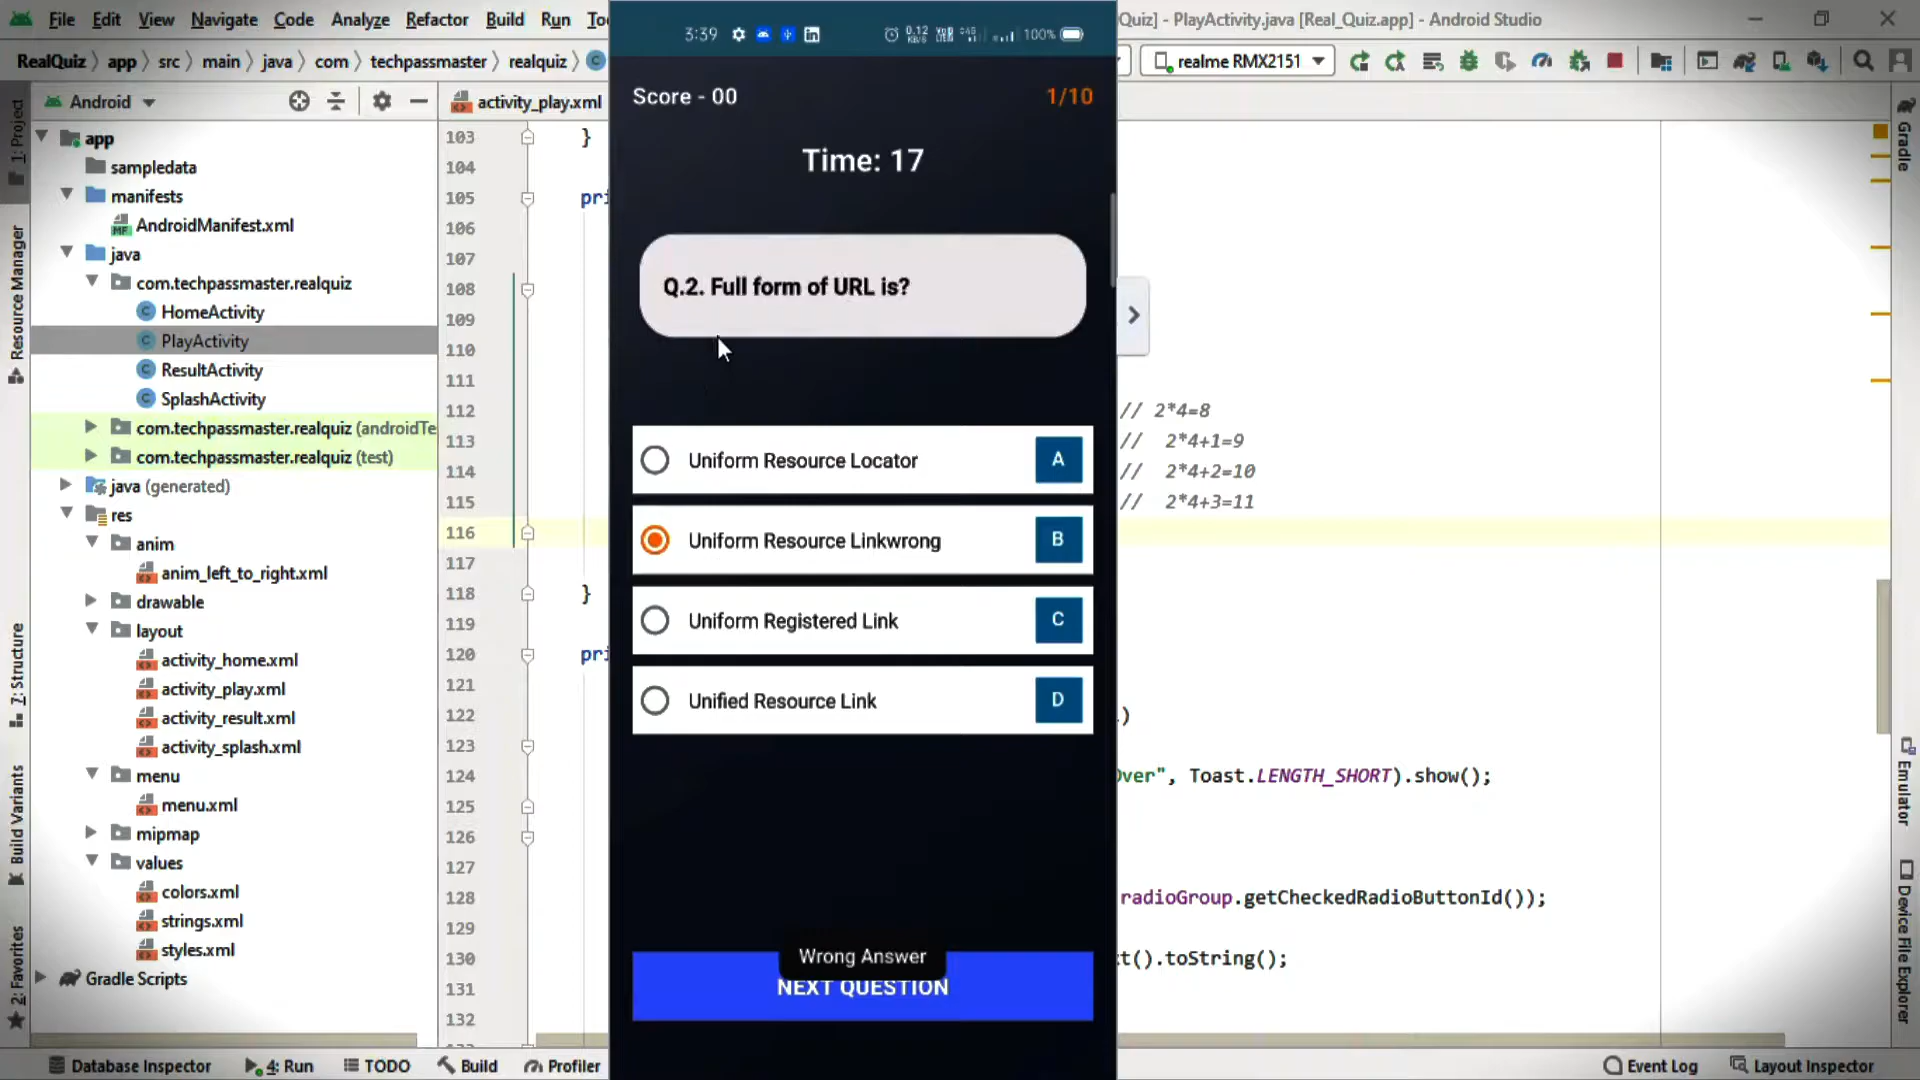 File Edit View Navigate Code Analyze Refactor Build Run
Quiz] - PlayActivity.java [Real_Quiz.app] - Android Studio
RealQuiz app src main java com techpassmaster realquiz
realme RMX2151
Android
activity_play.xml
1: Project
Resource Manager
7: Structure
Build Variants
2: Favorites
app
sampledata
manifests
AndroidManifest.xml
java
com.techpassmaster.realquiz
HomeActivity
PlayActivity
ResultActivity
SplashActivity
com.techpassmaster.realquiz (androidTe
com.techpassmaster.realquiz (test)
java (generated)
res
anim
anim_left_to_right.xml
drawable
layout
activity_home.xml
activity_play.xml
activity_result.xml
activity_splash.xml
menu
menu.xml
mipmap
values
colors.xml
strings.xml
styles.xml
Gradle Scripts
103 }
104
105 pri
106
107
108
109
110
111
112
113
114
115
116
117
118 }
119
120 pri
121
122
123
124
125
126
127
128
129
130
131
132
3:39 0.12 KB/S 100%
Score - 00 1/10
Time: 17
Q.2. Full form of URL is?
Uniform Resource Locator A
Uniform Resource Linkwrong B
Uniform Registered Link C
Unified Resource Link D
Wrong Answer
NEXT QUESTION
// 2*4=8
// 2*4+1=9
// 2*4+2=10
// 2*4+3=11
)
Over", Toast.LENGTH_SHORT).show();
radioGroup.getCheckedRadioButtonId());
t().toString();
Gradle
Emulator
Device File Explorer
Database Inspector 4: Run TODO Build Profiler
Event Log Layout Inspector